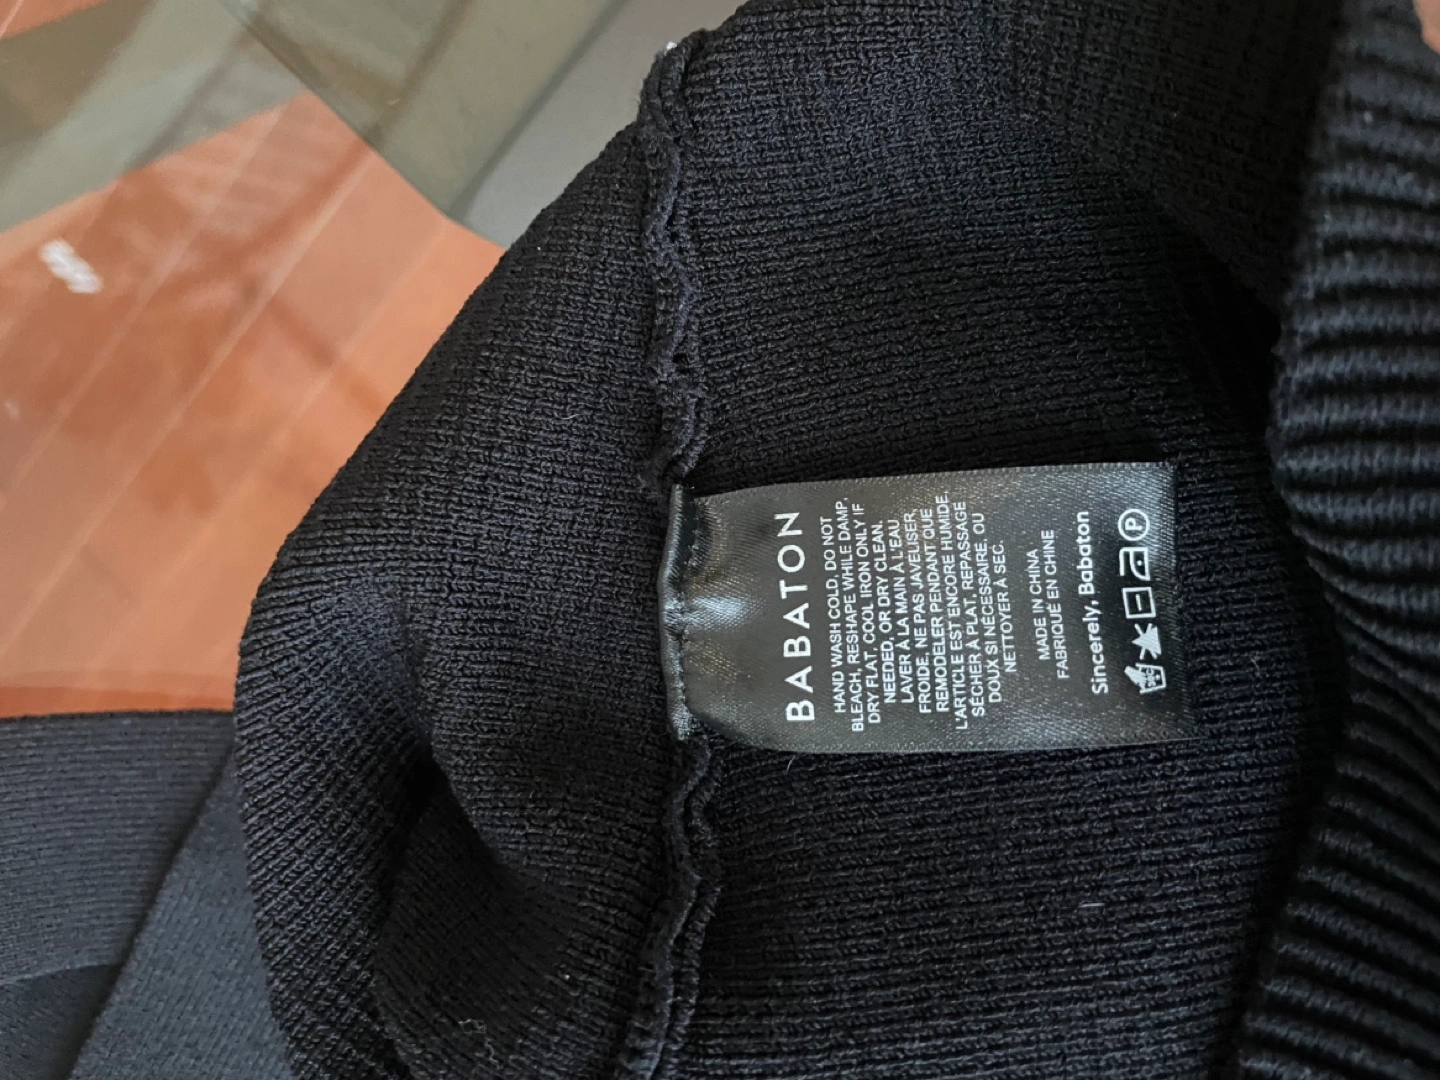 BABATON
HAND WASH COLD, DO NOT
BLEACH, RESHAPE WHILE DAMP,
DRY FLAT, COOL IRON ONLY IF
NEEDED, OR DRY CLEAN.
LAVER À LA MAIN À L'EAU
FROIDE. NE PAS JAVELISER,
REMODELER PENDANT QUE
L'ARTICLE EST ENCORE HUMIDE,
SÉCHER À PLAT, REPASSAGE
DOUX SI NÉCESSAIRE, OU
NETTOYER À SEC.
MADE IN CHINA
FABRIQUÉ EN CHINE
Sincerely, Babaton
30C P